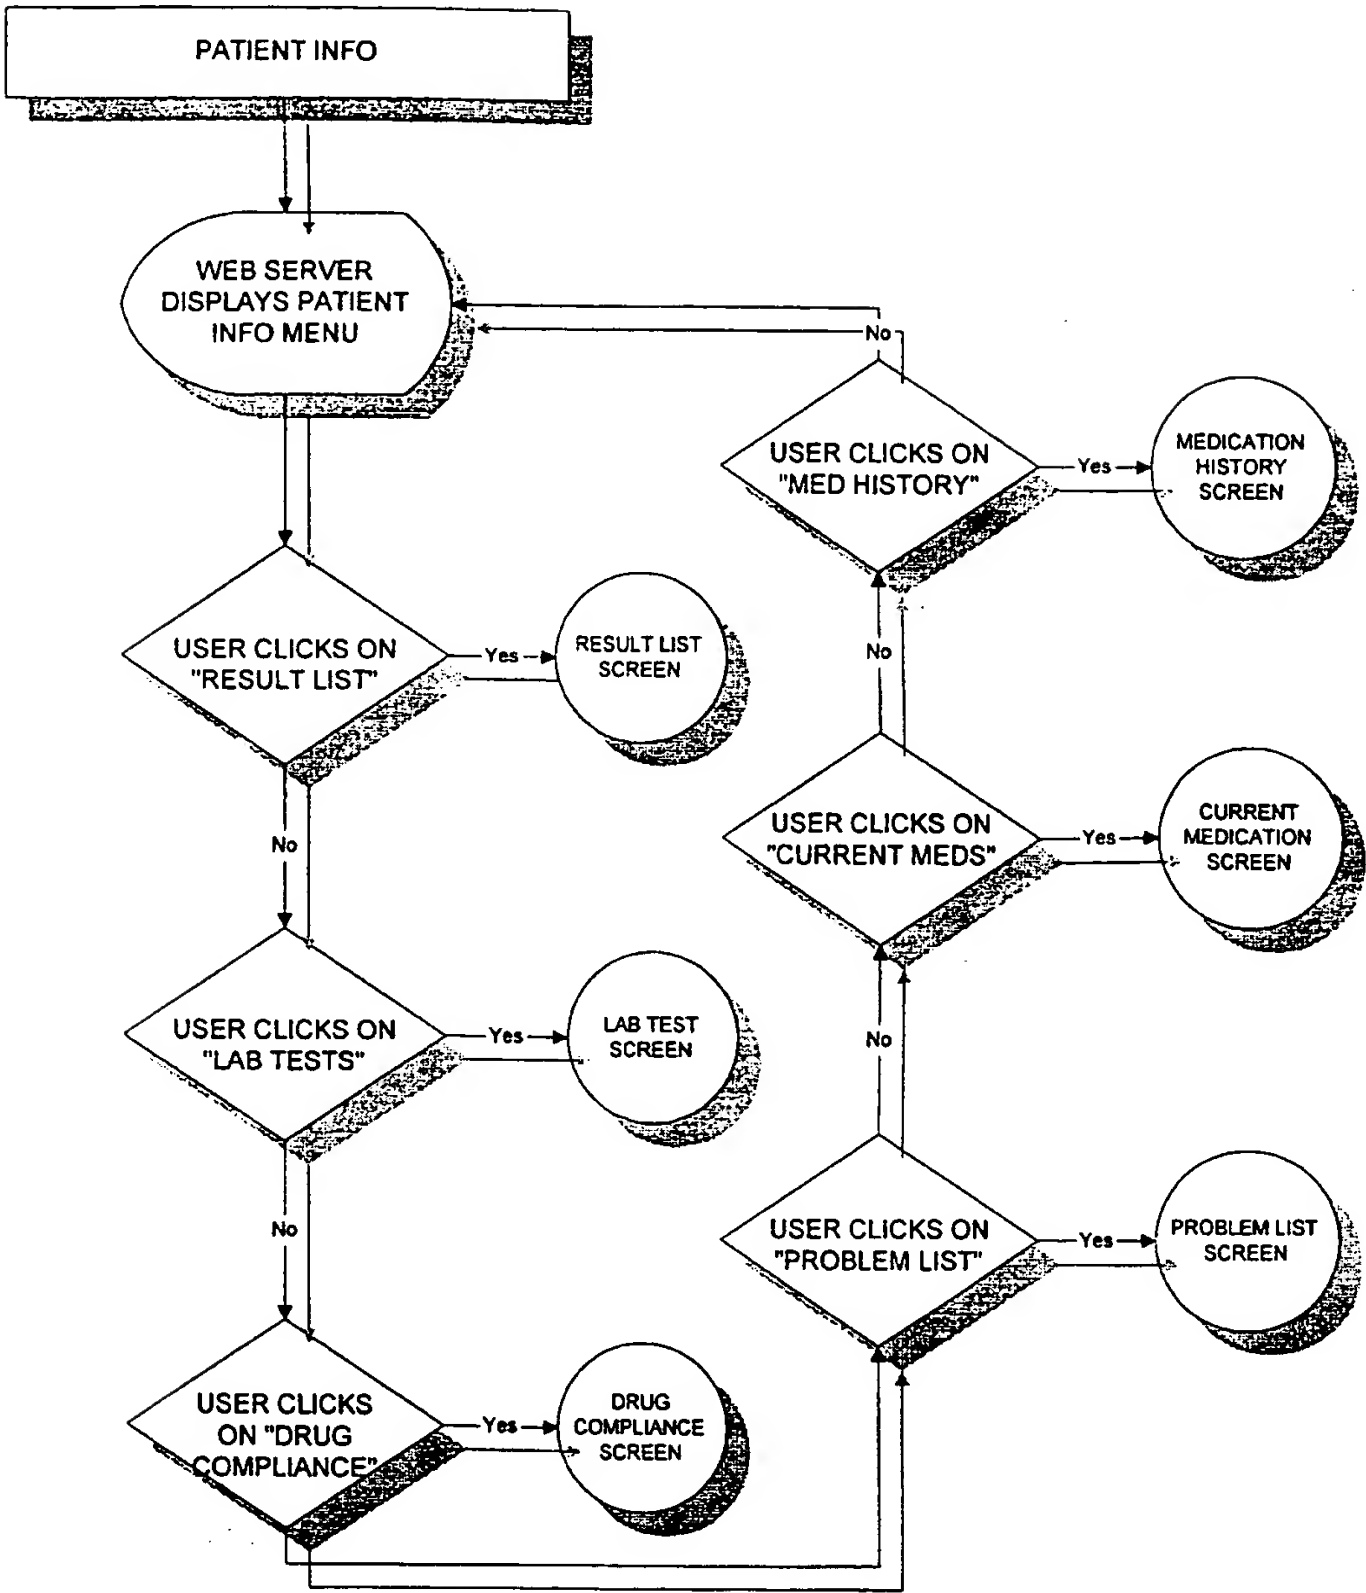 PATIENT INFO
WEB SERVER
DISPLAYS PATIENT
INFO MENU
USER CLICKS ON
"RESULT LIST"
Yes
RESULT LIST
SCREEN
No
USER CLICKS ON
"LAB TESTS"
Yes
LAB TEST
SCREEN
No
USER CLICKS
ON "DRUG
COMPLIANCE"
Yes
DRUG
COMPLIANCE
SCREEN
USER CLICKS ON
"PROBLEM LIST"
Yes
PROBLEM LIST
SCREEN
No
USER CLICKS ON
"CURRENT MEDS"
Yes
CURRENT
MEDICATION
SCREEN
No
USER CLICKS ON
"MED HISTORY"
Yes
MEDICATION
HISTORY
SCREEN
No